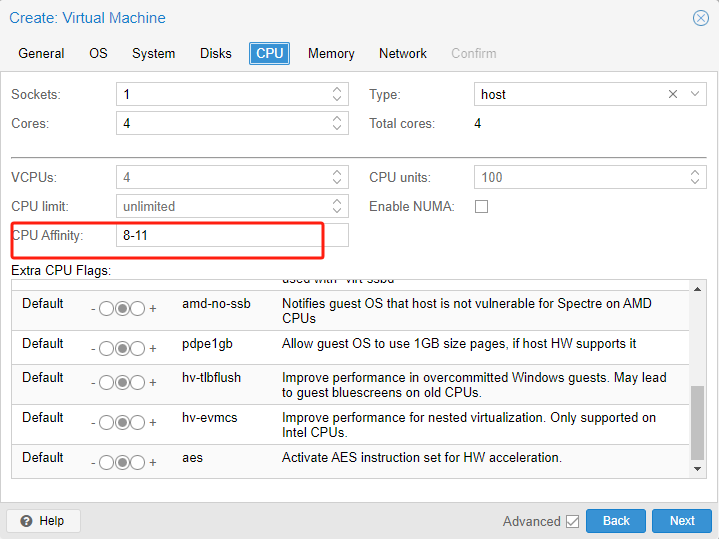 Create: Virtual Machine
General OS System Disks CPU Memory Network Confirm
Sockets: 1 Type: host
Cores: 4 Total cores: 4
VCPUs: 4 CPU units: 100
CPU limit: unlimited Enable NUMA:
CPU Affinity: 8-11
Extra CPU Flags:
Default - + amd-no-ssb Notifies guest OS that host is not vulnerable for Spectre on AMD
CPUs
Default - + pdpe1gb Allow guest OS to use 1GB size pages, if host HW supports it
Default - + hv-tlbflush Improve performance in overcommitted Windows guests. May lead
to guest bluescreens on old CPUs.
Default - + hv-evmcs Improve performance for nested virtualization. Only supported on
Intel CPUs.
Default - + aes Activate AES instruction set for HW acceleration.
Help Advanced Back Next